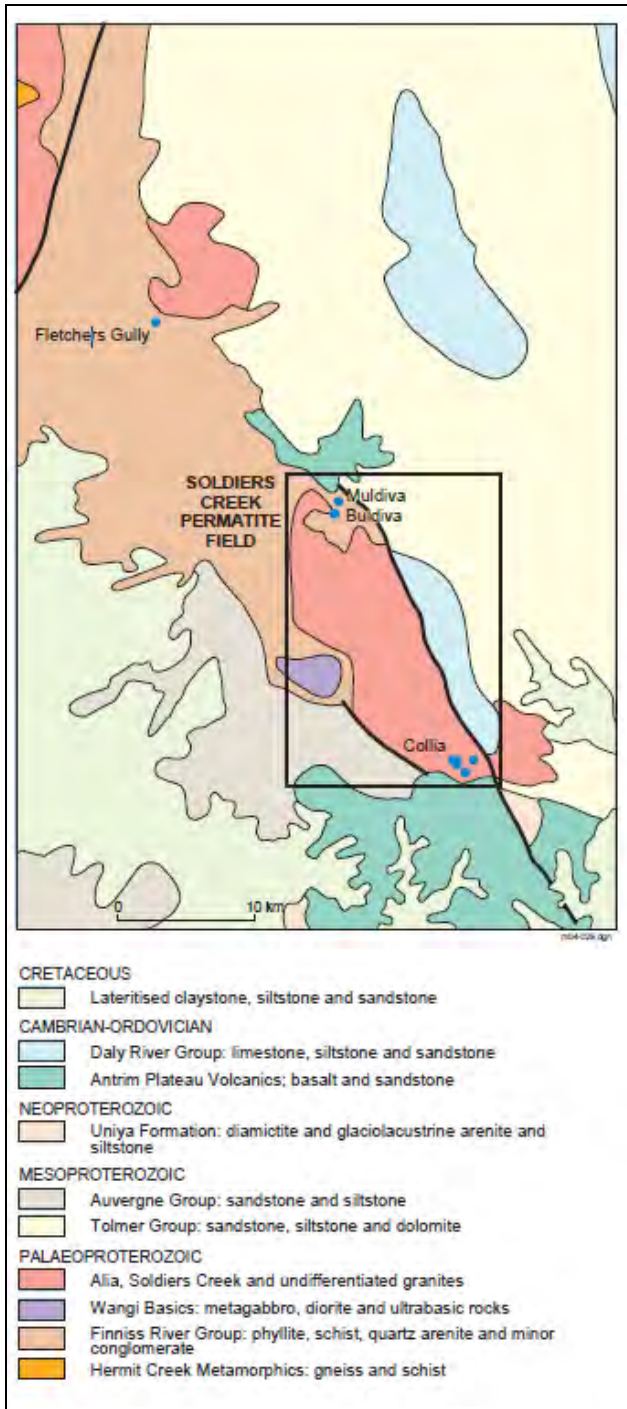 Fletchers Gully
SOLDIERS
CREEK
PERMATITE
FIELD
Muldiva
Buldiva
Collia
0 10 km
CRETACEOUS
Lateritised claystone, siltstone and sandstone
CAMBRIAN-ORDOVICIAN
Daly River Group: limestone, siltstone and sandstone
Antrim Plateau Volcanics; basalt and sandstone
NEOPROTEROZOIC
Uniya Formation: diamictite and glaciolacustrine arenite and
siltstone
MESOPROTEROZOIC
Auvergne Group: sandstone and siltstone
Tolmer Group: sandstone, siltstone and dolomite
PALAEOPROTEROZOIC
Alia, Soldiers Creek and undifferentiated granites
Wangi Basics: metagabbro, diorite and ultrabasic rocks
Finniss River Group: phyllite, schist, quartz arenite and minor
conglomerate
Hermit Creek Metamorphics: gneiss and schist